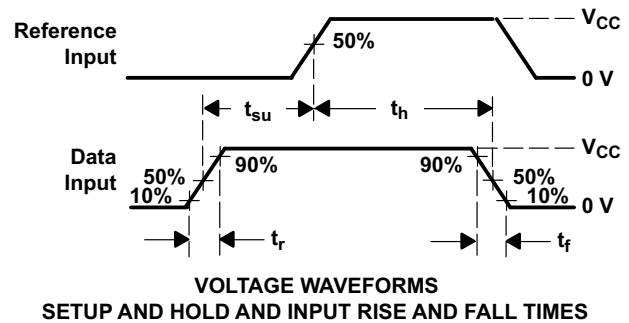 Reference
Input
50%
V_CC
0 V
t_su
t_h
Data
Input
50%
10%
90%
90%
V_CC
50%
10%
0 V
t_r
t_f
VOLTAGE WAVEFORMS
SETUP AND HOLD AND INPUT RISE AND FALL TIMES